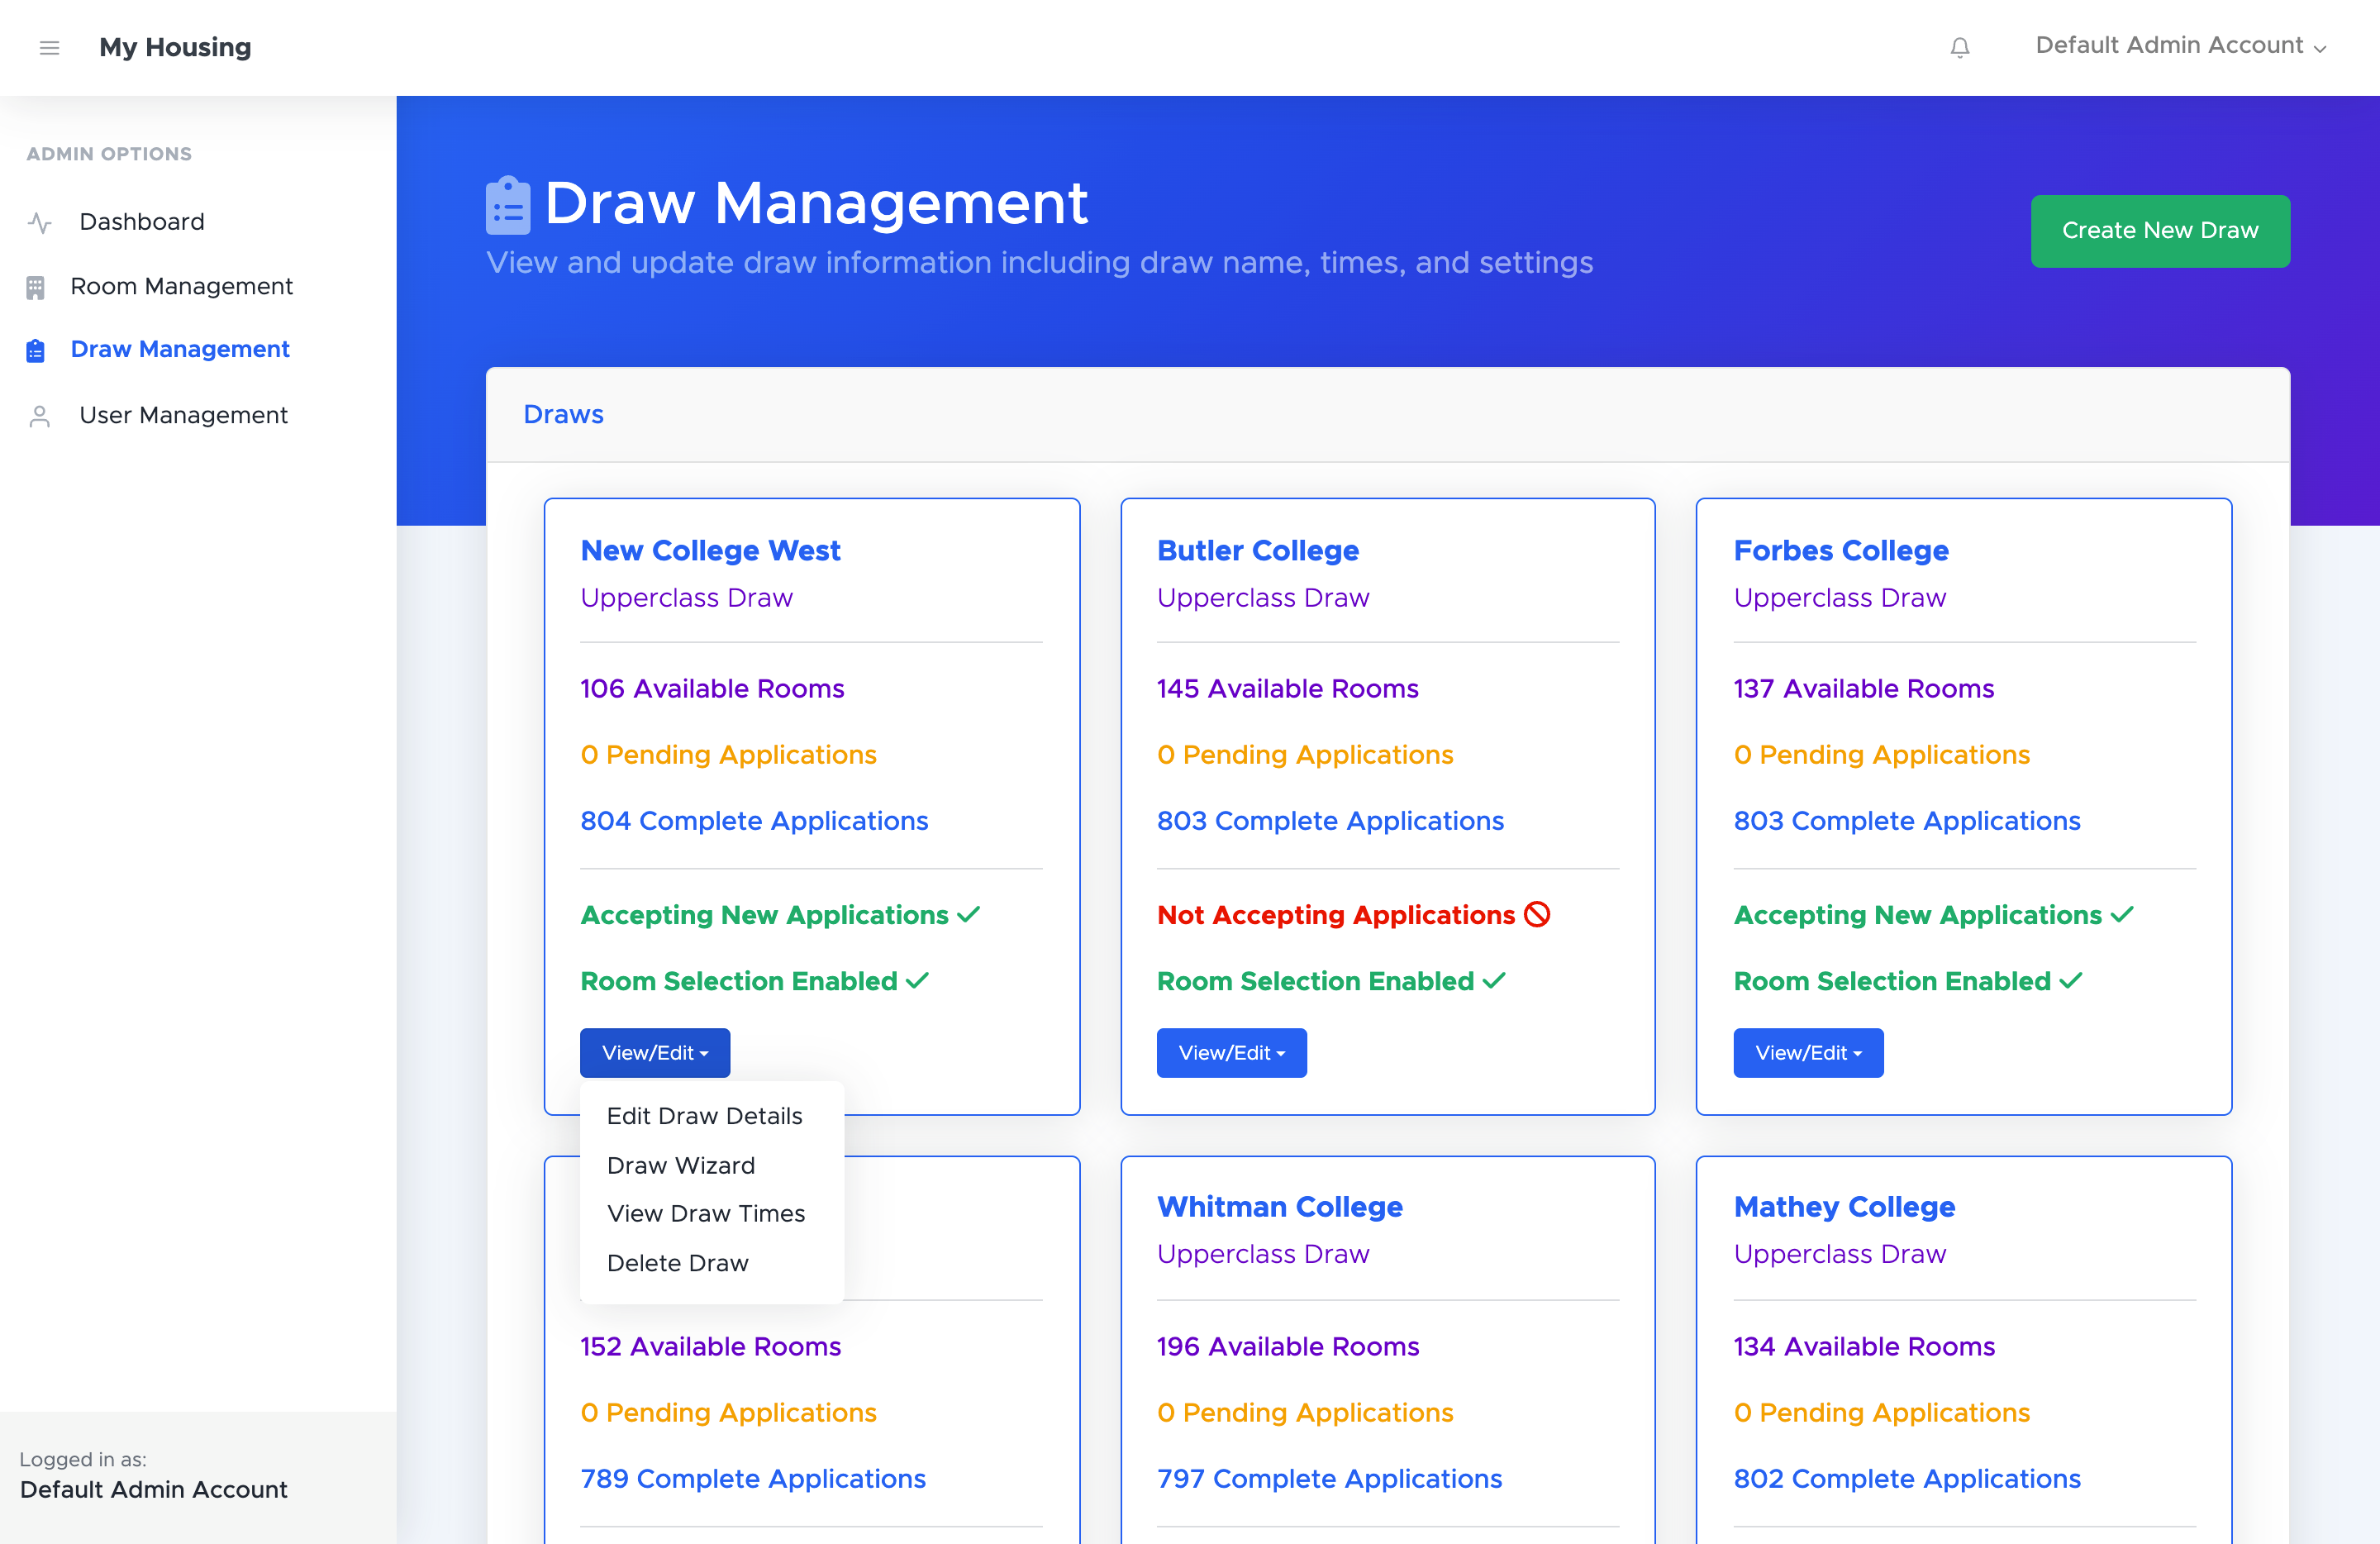 My Housing
Default Admin Account
ADMIN OPTIONS
Dashboard
Room Management
Draw Management
User Management
Logged in as:
Default Admin Account
Draw Management
View and update draw information including draw name, times, and settings
Create New Draw
Draws
New College West
Upperclass Draw
106 Available Rooms
0 Pending Applications
804 Complete Applications
Accepting New Applications
Room Selection Enabled
View/Edit
Edit Draw Details
Draw Wizard
View Draw Times
Delete Draw
Butler College
Upperclass Draw
145 Available Rooms
0 Pending Applications
803 Complete Applications
Not Accepting Applications
Room Selection Enabled
View/Edit
Forbes College
Upperclass Draw
137 Available Rooms
0 Pending Applications
803 Complete Applications
Accepting New Applications
Room Selection Enabled
View/Edit
152 Available Rooms
0 Pending Applications
789 Complete Applications
Whitman College
Upperclass Draw
196 Available Rooms
0 Pending Applications
797 Complete Applications
Mathey College
Upperclass Draw
134 Available Rooms
0 Pending Applications
802 Complete Applications